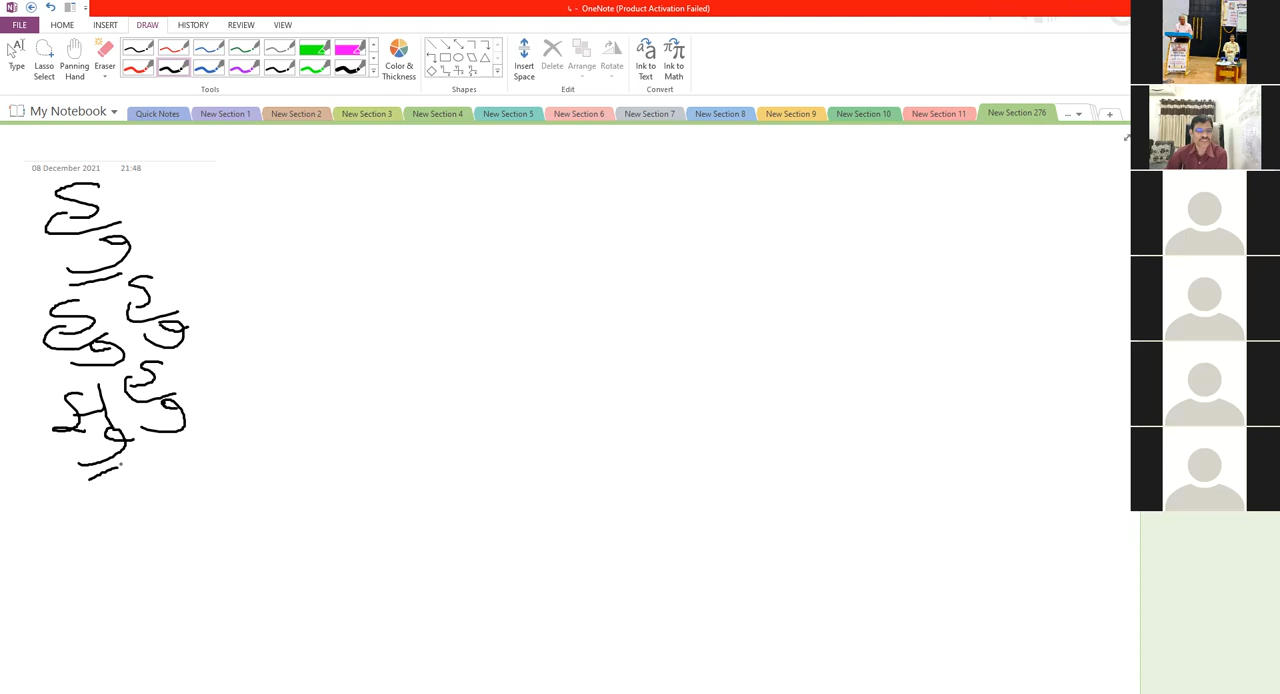 OneNote (Product Activation Failed)
FILE HOME INSERT DRAW HISTORY REVIEW VIEW
Type
Lasso Select
Panning Hand
Eraser
Color & Thickness
Insert Space
Delete
Arrange
Rotate
Ink to Text
Ink to Math
Tools
Shapes
Edit
Convert
My Notebook
Quick Notes
New Section 1
New Section 2
New Section 3
New Section 4
New Section 5
New Section 6
New Section 7
New Section 8
New Section 9
New Section 10
New Section 11
New Section 276
08 December 2021 21:48